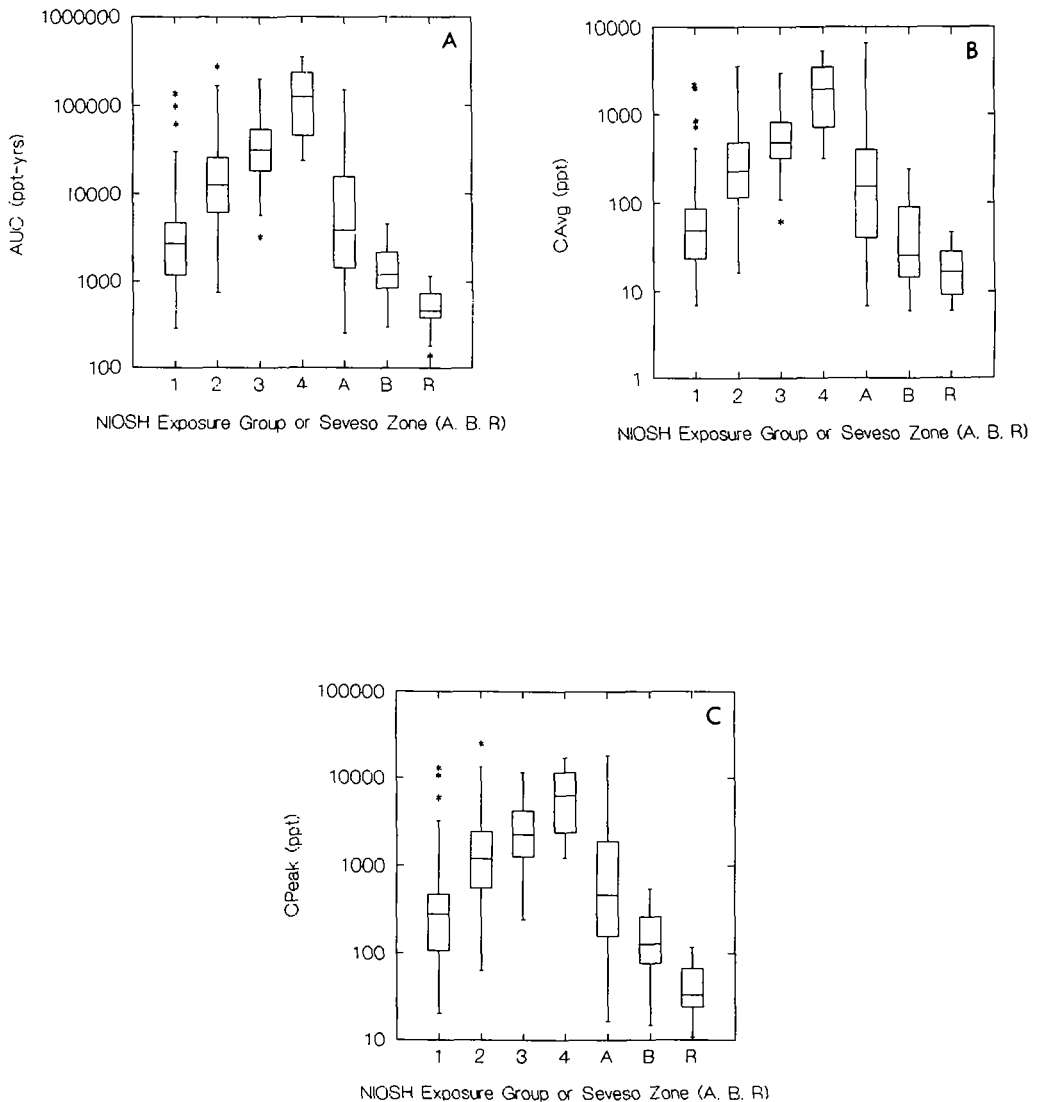 A
1000000
100000
10000
1000
100
AUC (ppt-yrs)
1 2 3 4 A B R
NIOSH Exposure Group or Seveso Zone (A, B, R)
B
10000
1000
100
10
1
CAvg (ppt)
1 2 3 4 A B R
NIOSH Exposure Group or Seveso Zone (A, B, R)
C
100000
10000
1000
100
10
CPeak (ppt)
1 2 3 4 A B R
NIOSH Exposure Group or Seveso Zone (A, B, R)